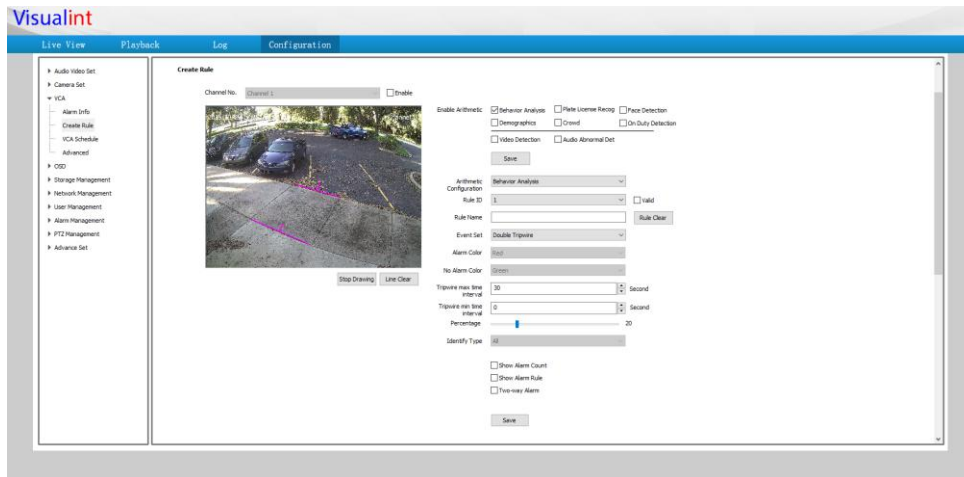 Visualint
Live View Playback Log Configuration
Audio Video Set
Camera Set
VCA
Alarm Info
Create Rule
VCA Schedule
Advanced
OSD
Storage Management
Network Management
User Management
Alarm Management
PTZ Management
Advance Set
Create Rule
Channel No. Channel 1 Enable
Stop Drawing Line Clear
Enable Arithmetic Behavior Analysis Plate License Recog Face Detection
Demographics Crowd On Duty Detection
Video Detection Audio Abnormal Det
Save
Arithmetic Configuration Behavior Analysis
Rule ID 1 Valid
Rule Name Rule Clear
Event Set Double Tripwire
Alarm Color Red
No Alarm Color Green
Tripwire max time interval 30 Second
Tripwire min time interval 0 Second
Percentage 20
Identify Type All
Show Alarm Count
Show Alarm Rule
Two-way Alarm
Save